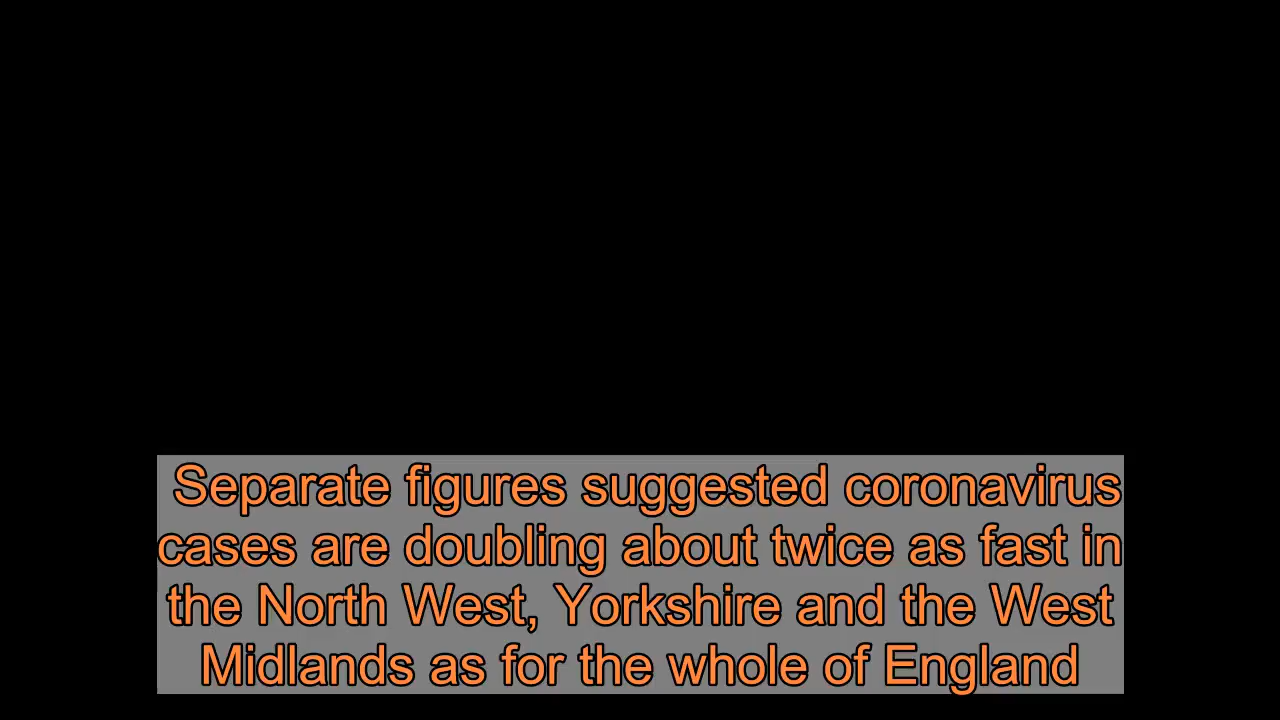 Separate figures suggested coronavirus
cases are doubling about twice as fast in
the North West, Yorkshire and the West
Midlands as for the whole of England